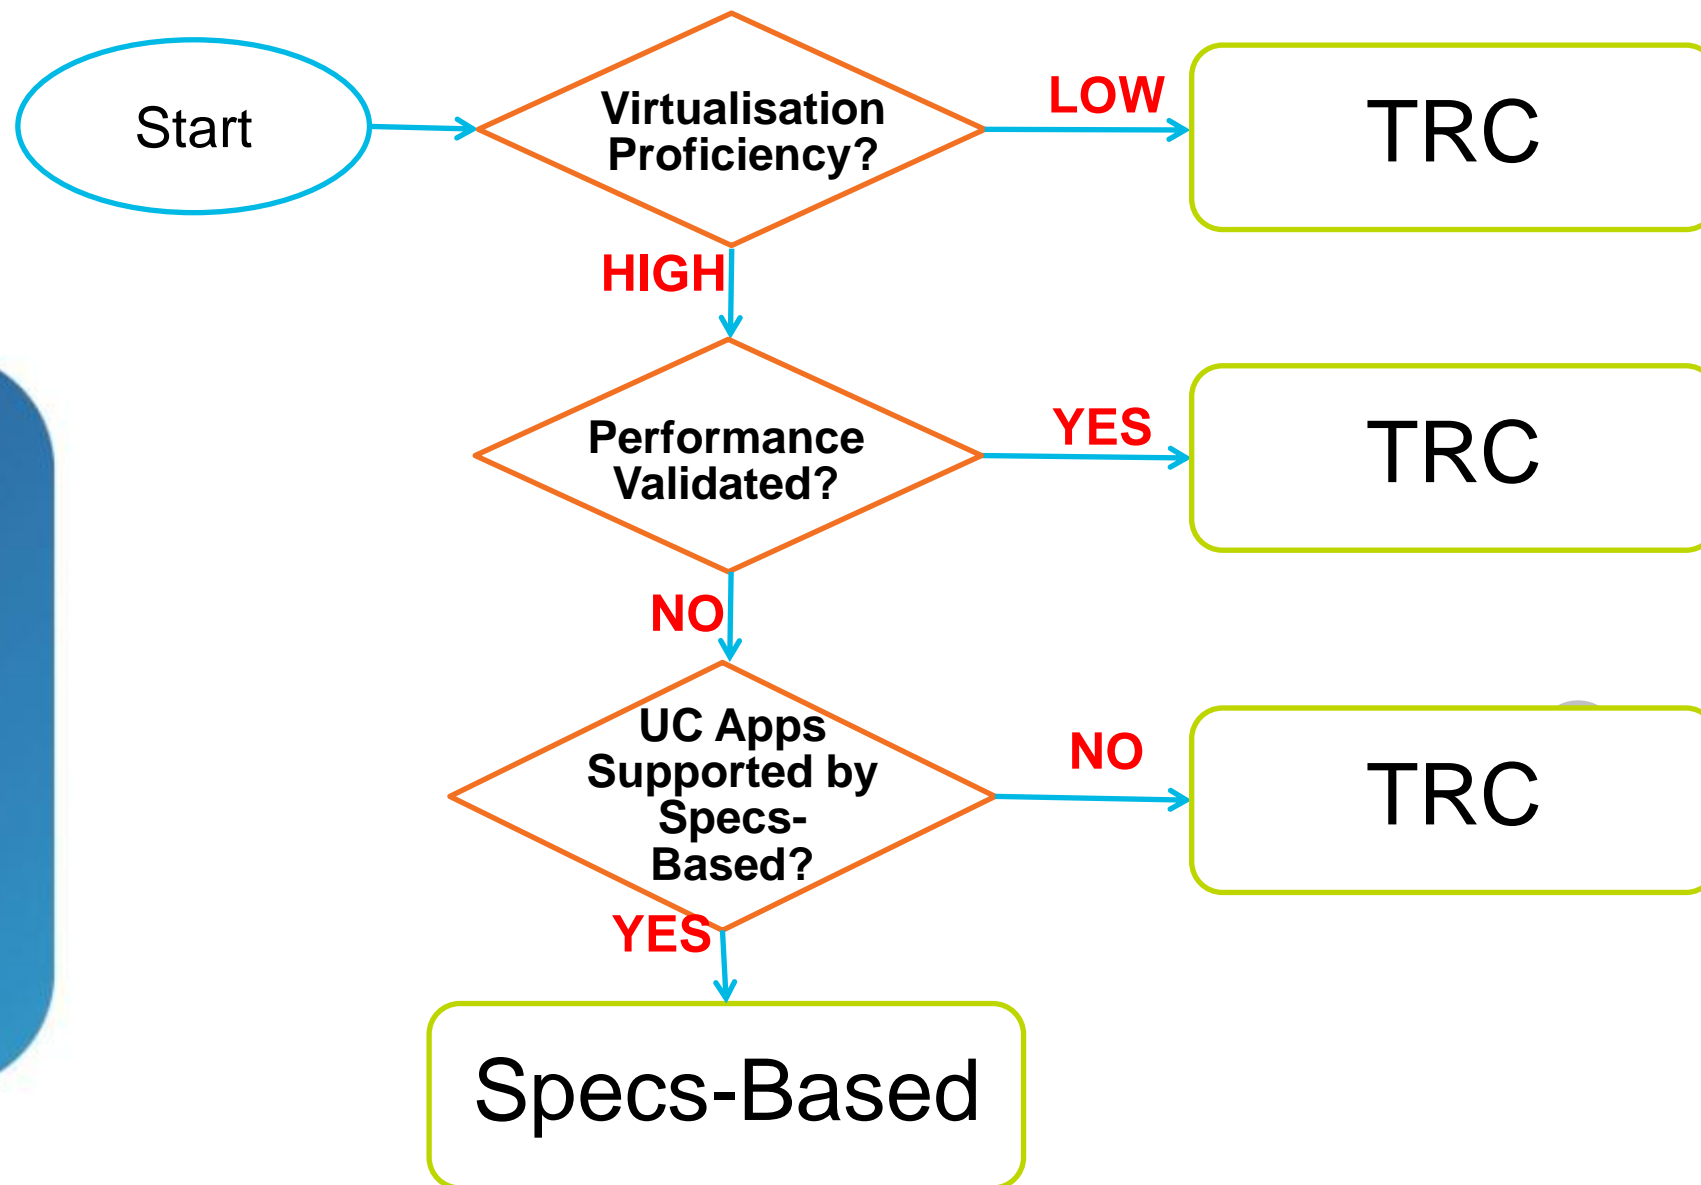 Start
Virtualisation
Proficiency?
LOW
TRC
HIGH
Performance
Validated?
YES
TRC
NO
UC Apps
Supported by
Specs-
Based?
NO
TRC
YES
Specs-Based